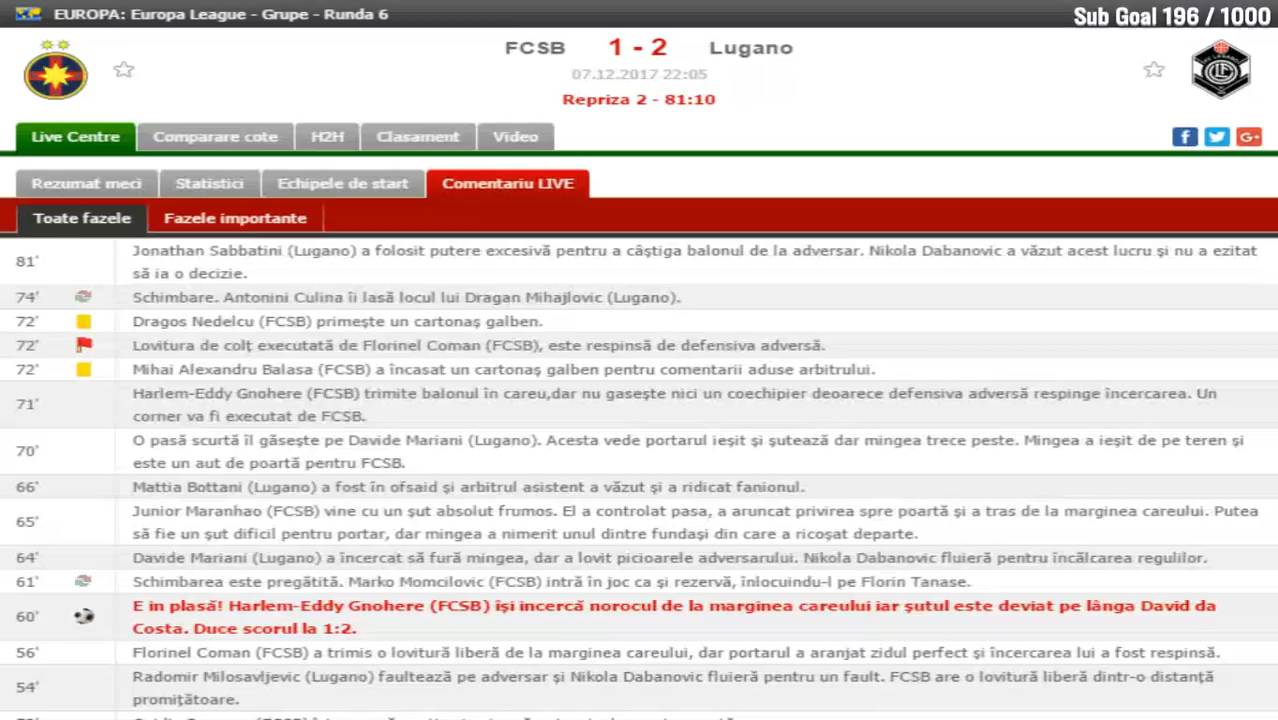 EUROPA: Europa League - Grupe - Runda 6
Sub Goal 196 / 1000
FCSB 1 - 2 Lugano
07.12.2017 22:05
Repriza 2 - 81:10
Live Centre Comparare cote H2H Clasament Video
Rezumat meci Statistici Echipele de start Comentariu LIVE
Toate fazele Fazele importante
81' Jonathan Sabbatini (Lugano) a folosit putere excesivă pentru a câştiga balonul de la adversar. Nikola Dabanovic a văzut acest lucru şi nu a ezitat
să ia o decizie.
74' Schimbare. Antonini Culina îi lasă locul lui Dragan Mihajlovic (Lugano).
72' Dragos Nedelcu (FCSB) primeşte un cartonaş galben.
72' Lovitura de colţ executată de Florinel Coman (FCSB), este respinsă de defensiva adversă.
72' Mihai Alexandru Balasa (FCSB) a încasat un cartonaş galben pentru comentarii aduse arbitrului.
71' Harlem-Eddy Gnohere (FCSB) trimite balonul în careu,dar nu gaseşte nici un coechipier deoarece defensiva adversă respinge încercarea. Un
corner va fi executat de FCSB.
70' O pasă scurtă îl găseşte pe Davide Mariani (Lugano). Acesta vede portarul ieşit şi şutează dar mingea trece peste. Mingea a ieşit de pe teren şi
este un aut de poartă pentru FCSB.
66' Mattia Bottani (Lugano) a fost în ofsaid şi arbitrul asistent a văzut şi a ridicat fanionul.
65' Junior Maranhao (FCSB) vine cu un şut absolut frumos. El a controlat pasa, a aruncat privirea spre poartă şi a tras de la marginea careului. Putea
să fie un şut dificil pentru portar, dar mingea a nimerit unul dintre fundaşi din care a ricoşat departe.
64' Davide Mariani (Lugano) a încercat să fură mingea, dar a lovit picioarele adversarului. Nikola Dabanovic fluieră pentru încălcarea regulilor.
61' Schimbarea este pregătită. Marko Momcilovic (FCSB) intră în joc ca şi rezervă, înlocuindu-l pe Florin Tanase.
60' E in plasă! Harlem-Eddy Gnohere (FCSB) îşi incercă norocul de la marginea careului iar şutul este deviat pe lânga David da
Costa. Duce scorul la 1:2.
56' Florinel Coman (FCSB) a trimis o lovitură liberă de la marginea careului, dar portarul a aranjat zidul perfect şi încercarea lui a fost respinsă.
54' Radomir Milosavljevic (Lugano) faultează pe adversar şi Nikola Dabanovic fluieră pentru un fault. FCSB are o lovitură liberă dintr-o distanţă
promiţătoare.